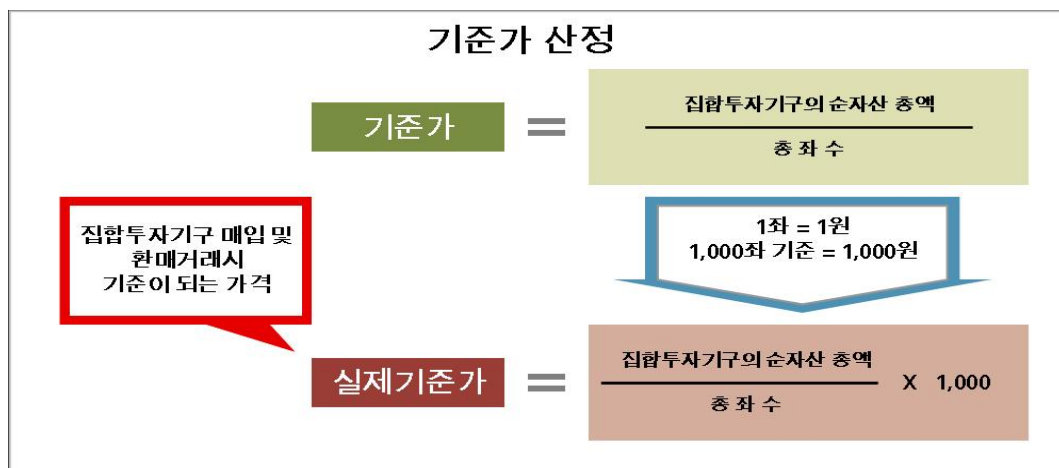 기준가 산정
기준가 =
집합투자기구의 순자산 총액
총 좌 수
1좌 = 1원
1,000좌 기준 = 1,000원
집합투자기구 매입 및
환매거래시
기준이 되는 가격
실제기준가 =
집합투자기구의 순자산 총액
총 좌 수
X 1,000